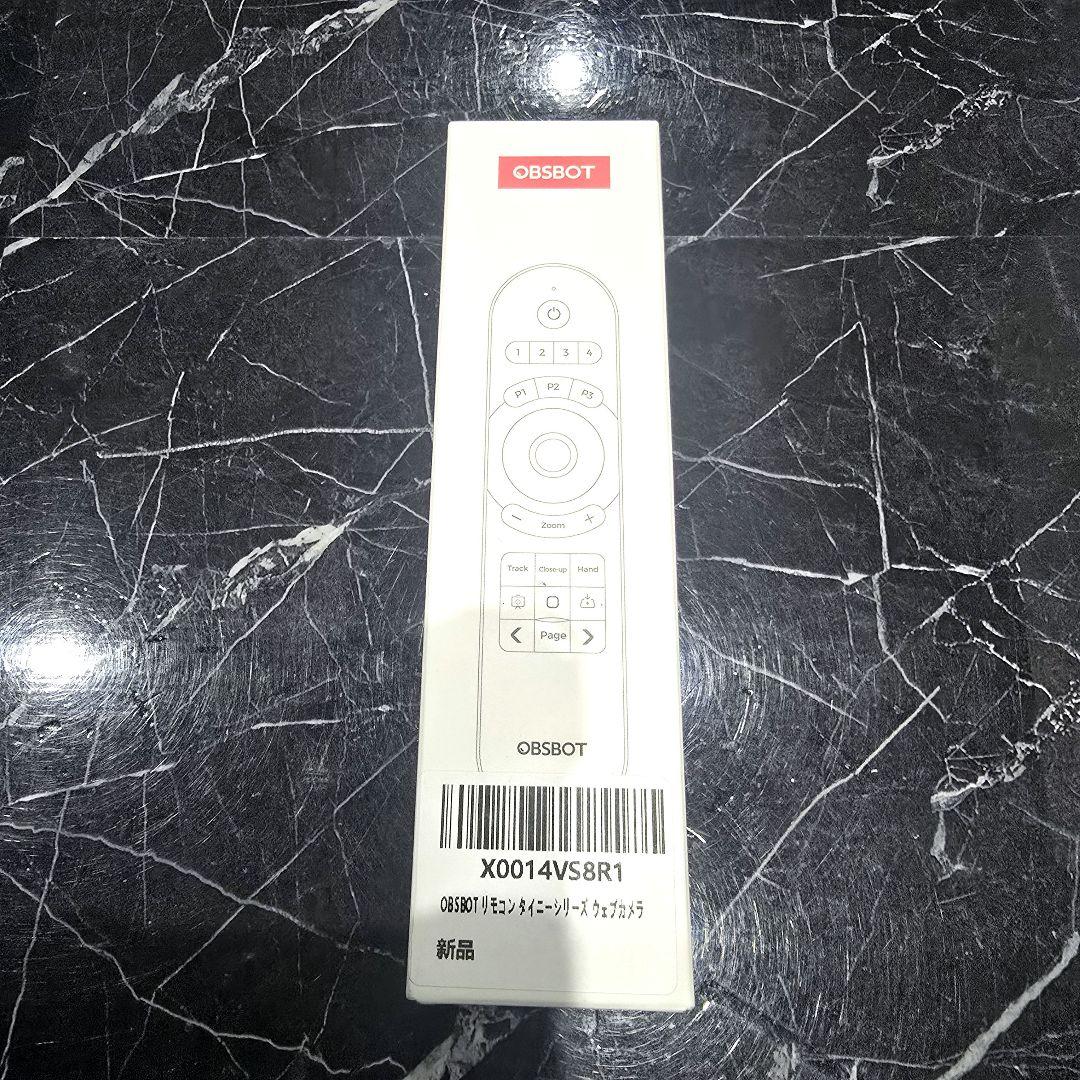 OBSBOT
1 2 3 4
P1 P2 P3
− Zoom +
Track Close-up Hand
Page
OBSBOT
X0014VS8R1
OBSBOT リモコン タイニーシリーズ ウェブカメラ
新品